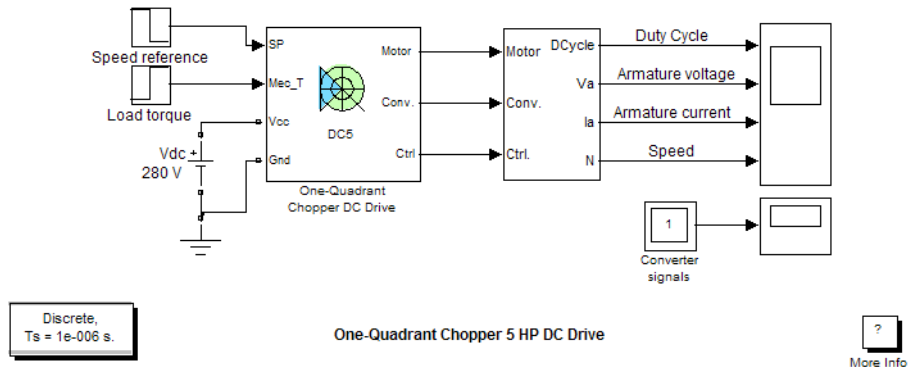 SP
Speed reference
Mec_T
Load torque
Vcc
Vdc +
280 V
Gnd
Motor
Conv.
Ctrl
DC5
One-Quadrant
Chopper DC Drive
Motor
Conv.
Ctrl.
DCycle
Va
Ia
N
Duty Cycle
Armature voltage
Armature current
Speed
1
Converter
signals
Discrete,
Ts = 1e-006 s.
One-Quadrant Chopper 5 HP DC Drive
?
More Info